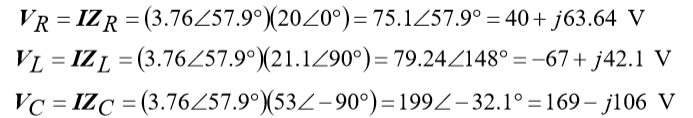 V_R = IZ_R = (3.76∠57.9°)(20∠0°) = 75.1∠57.9° = 40 + j63.64 V
V_L = IZ_L = (3.76∠57.9°)(21.1∠90°) = 79.24∠148° = −67 + j42.1 V
V_C = IZ_C = (3.76∠57.9°)(53∠−90°) = 199∠−32.1° = 169 − j106 V